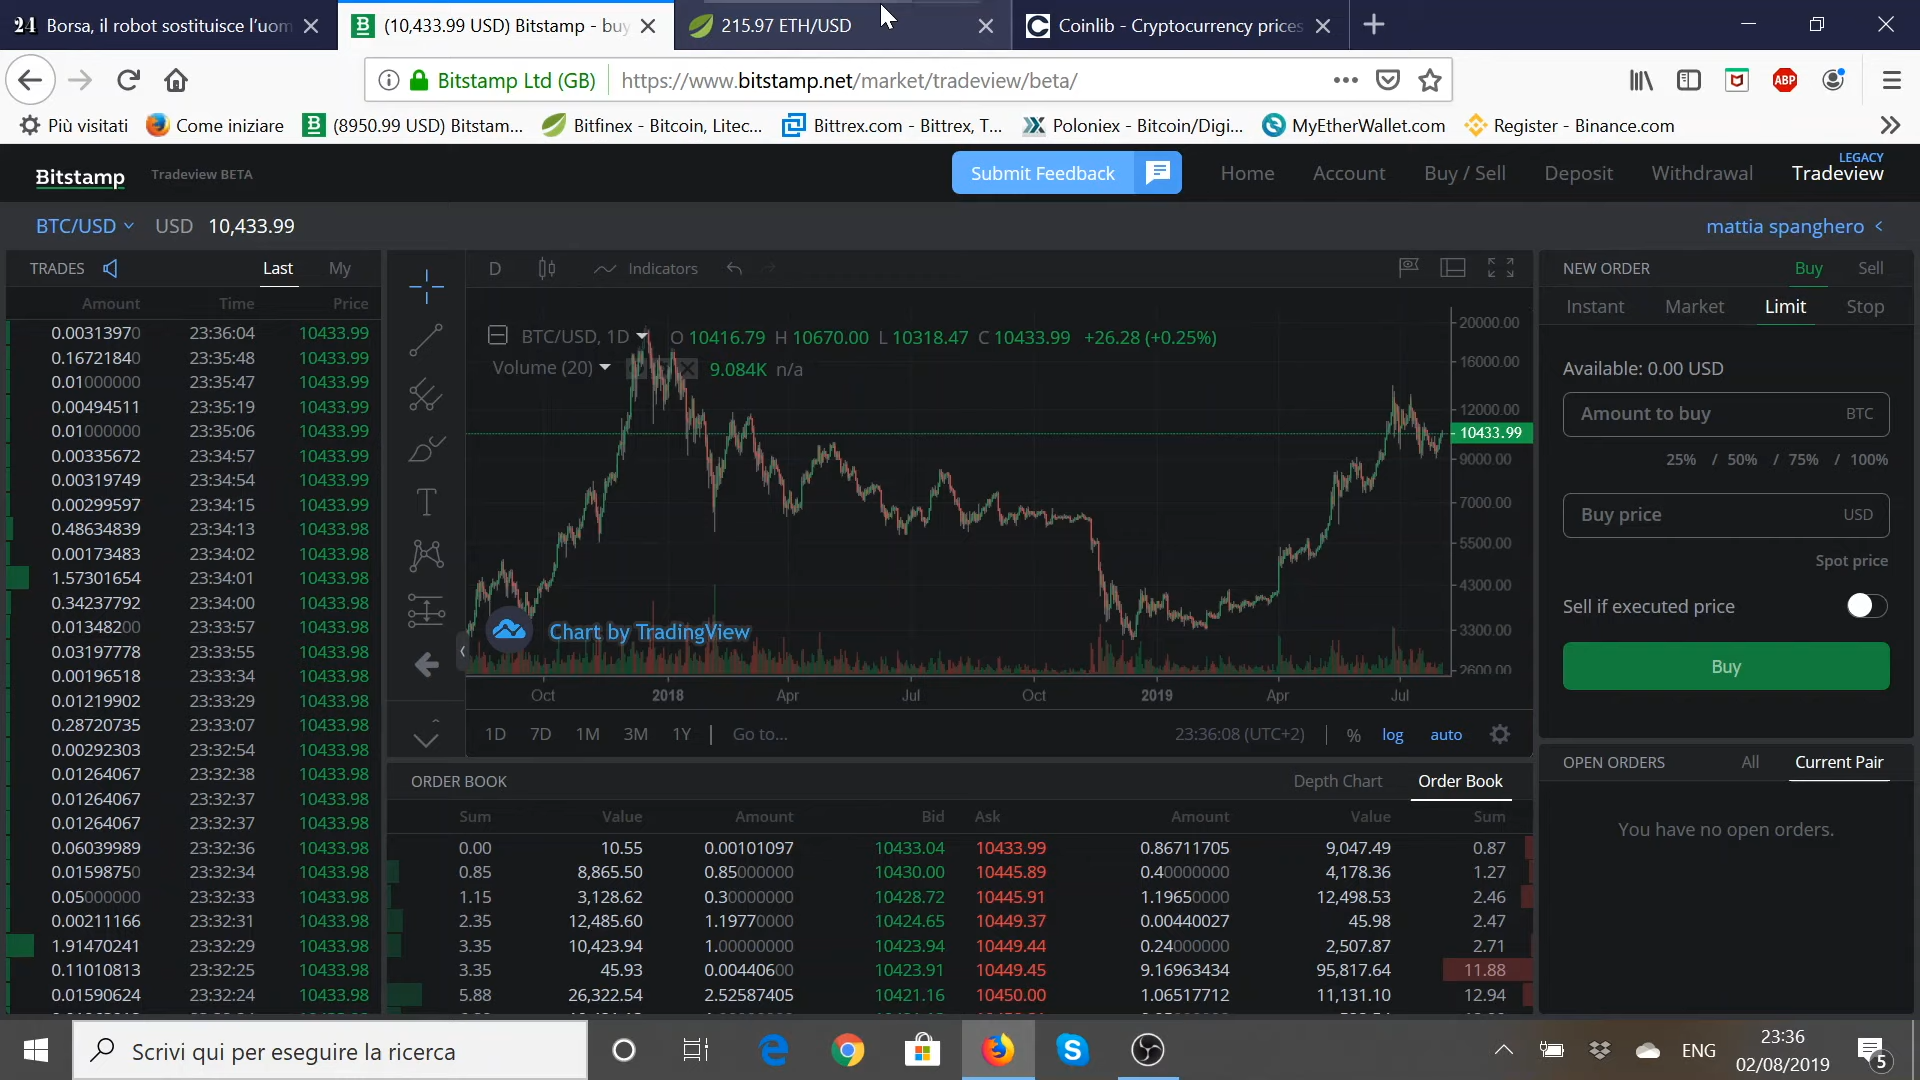 24 Borsa, il robot sostituisce l'uom
(10,433.99 USD) Bitstamp - buy
215.97 ETH/USD
Coinlib - Cryptocurrency prices
Bitstamp Ltd (GB) https://www.bitstamp.net/market/tradeview/beta/
ABP
Più visitati Come iniziare (8950.99 USD) Bitstam... Bitfinex - Bitcoin, Litec... Bittrex.com - Bittrex, T... Poloniex - Bitcoin/Digi... MyEtherWallet.com Register - Binance.com
Bitstamp Tradeview BETA Submit Feedback Home Account Buy / Sell Deposit Withdrawal LEGACY Tradeview
BTC/USD USD 10,433.99 mattia spanghero <
TRADES Last My
Amount Time Price
0.00313970 23:36:04 10433.99
0.16721840 23:35:48 10433.99
0.01000000 23:35:47 10433.99
0.00494511 23:35:19 10433.99
0.01000000 23:35:06 10433.99
0.00335672 23:34:57 10433.99
0.00319749 23:34:54 10433.99
0.00299597 23:34:15 10433.99
0.48634839 23:34:13 10433.98
0.00173483 23:34:02 10433.98
1.57301654 23:34:01 10433.98
0.34237792 23:34:00 10433.98
0.01348200 23:33:57 10433.98
0.03197778 23:33:55 10433.98
0.00196518 23:33:34 10433.98
0.01219902 23:33:29 10433.98
0.28720735 23:33:07 10433.98
0.00292303 23:32:54 10433.98
0.01264067 23:32:38 10433.98
0.01264067 23:32:37 10433.98
0.01264067 23:32:37 10433.98
0.06039989 23:32:36 10433.98
0.01598750 23:32:34 10433.98
0.05000000 23:32:33 10433.98
0.00211166 23:32:31 10433.98
1.91470241 23:32:29 10433.98
0.11010813 23:32:25 10433.98
0.01590624 23:32:24 10433.98
D Indicators
BTC/USD, 1D O 10416.79 H 10670.00 L 10318.47 C 10433.99 +26.28 (+0.25%)
Volume (20) 9.084K n/a
20000.00
16000.00
12000.00
10433.99
9000.00
7000.00
5500.00
4300.00
3300.00
2600.00
Chart by TradingView
Oct 2018 Apr Jul Oct 2019 Apr Jul
1D 7D 1M 3M 1Y | Go to... 23:36:08 (UTC+2) % log auto
ORDER BOOK Depth Chart Order Book
Sum Value Amount Bid Ask Amount Value Sum
0.00 10.55 0.00101097 10433.04 10433.99 0.86711705 9,047.49 0.87
0.85 8,865.50 0.85000000 10430.00 10445.89 0.40000000 4,178.36 1.27
1.15 3,128.62 0.30000000 10428.72 10445.91 1.19650000 12,498.53 2.46
2.35 12,485.60 1.19770000 10424.65 10449.37 0.00440027 45.98 2.47
3.35 10,423.94 1.00000000 10423.94 10449.44 0.24000000 2,507.87 2.71
3.35 45.93 0.00440600 10423.91 10449.45 9.16963434 95,817.64 11.88
5.88 26,322.54 2.52587405 10421.16 10450.00 1.06517712 11,131.10 12.94
NEW ORDER Buy Sell
Instant Market Limit Stop
Available: 0.00 USD
Amount to buy BTC
25% / 50% / 75% / 100%
Buy price USD
Spot price
Sell if executed price
Buy
OPEN ORDERS All Current Pair
You have no open orders.
Scrivi qui per eseguire la ricerca
ENG
23:36
02/08/2019
5